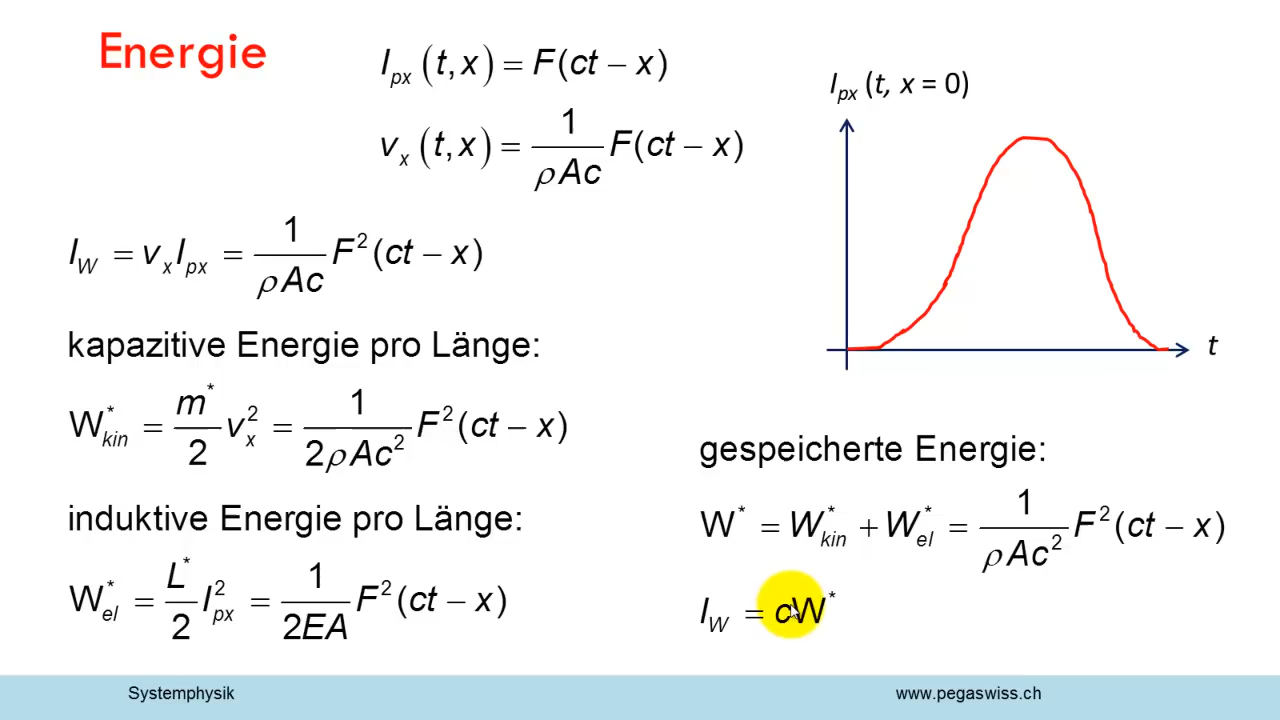 Energie
I_px (t, x) = F(ct − x)
v_x (t, x) = 1/(ρAc) F(ct − x)
I_W = v_x I_px = 1/(ρAc) F²(ct − x)
kapazitive Energie pro Länge:
W*_kin = m*/2 v_x² = 1/(2ρAc²) F²(ct − x)
induktive Energie pro Länge:
W*_el = L*/2 I_px² = 1/(2EA) F²(ct − x)
I_px (t, x = 0)
t
gespeicherte Energie:
W* = W*_kin + W*_el = 1/(ρAc²) F²(ct − x)
I_W = cW*
Systemphysik
www.pegaswiss.ch